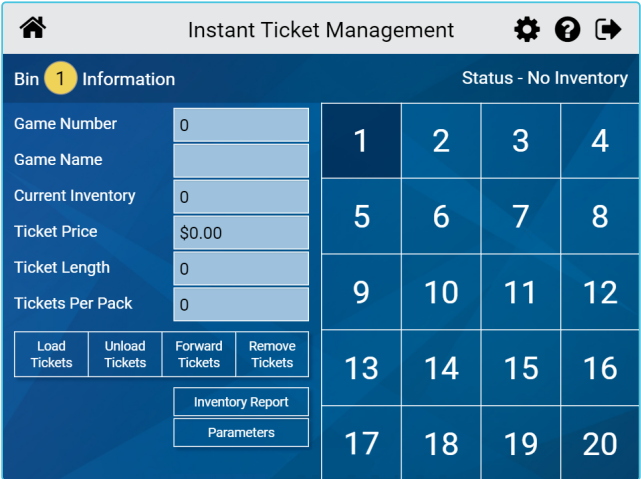 Instant Ticket Management
Bin 1 Information
Status - No Inventory
Game Number 0
Game Name
Current Inventory 0
Ticket Price $0.00
Ticket Length 0
Tickets Per Pack 0
Load Tickets
Unload Tickets
Forward Tickets
Remove Tickets
Inventory Report
Parameters
1 2 3 4
5 6 7 8
9 10 11 12
13 14 15 16
17 18 19 20